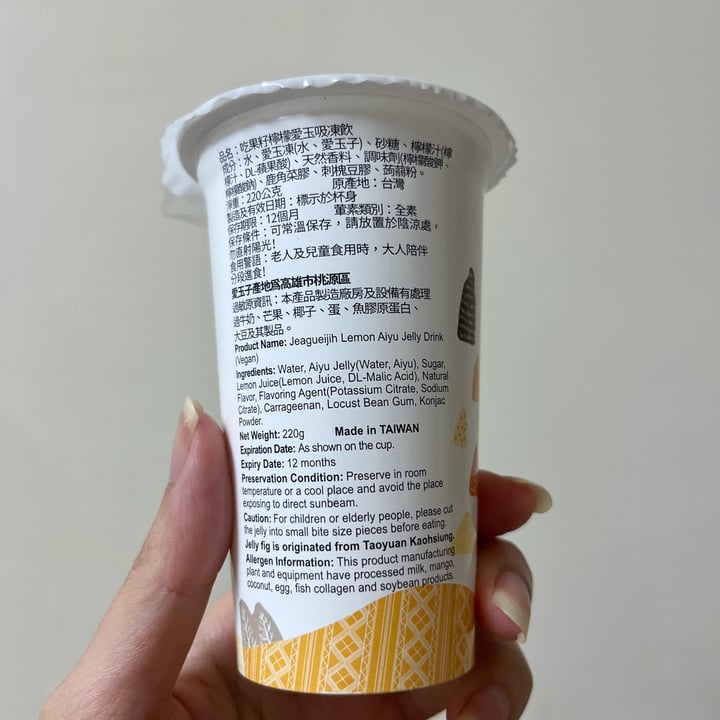 品名：吃果籽檸檬愛玉吸凍飲
成分：水、愛玉凍(水、愛玉子)、砂糖、檸檬汁(檸
檬汁、DL-蘋果酸)、天然香料、調味劑(檸檬酸鉀、
檸檬酸鈉)、鹿角菜膠、刺槐豆膠、蒟蒻粉。
淨重：220公克 原產地：台灣
製造及有效日期：標示於杯身
保存期限：12個月 葷素類別：全素
保存條件：可常溫保存，請放置於陰涼處，
勿直射陽光！
食用警語：老人及兒童食用時，大人陪伴
分段進食！
愛玉子產地爲高雄市桃源區
過敏原資訊：本產品製造廠房及設備有處理
過牛奶、芒果、椰子、蛋、魚膠原蛋白、
大豆及其製品。
Product Name: Jeagueijih Lemon Aiyu Jelly Drink
(Vegan)
Ingredients: Water, Aiyu Jelly(Water, Aiyu), Sugar,
Lemon Juice(Lemon Juice, DL-Malic Acid), Natural
Flavor, Flavoring Agent(Potassium Citrate, Sodium
Citrate), Carrageenan, Locust Bean Gum, Konjac
Powder.
Net Weight: 220g Made in TAIWAN
Expiration Date: As shown on the cup.
Expiry Date: 12 months
Preservation Condition: Preserve in room
temperature or a cool place and avoid the place
exposing to direct sunbeam.
Caution: For children or elderly people, please cut
the jelly into small bite size pieces before eating.
Jelly fig is originated from Taoyuan Kaohsiung.
Allergen Information: This product manufacturing
plant and equipment have processed milk, mango,
coconut, egg, fish collagen and soybean products.